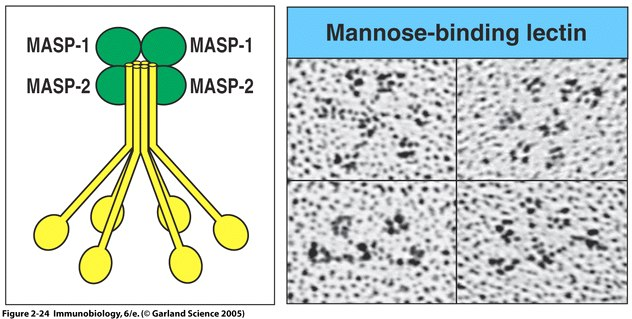 MASP-1 MASP-1
MASP-2 MASP-2
Mannose-binding lectin
Figure 2-24 Immunobiology, 6/e. (© Garland Science 2005)